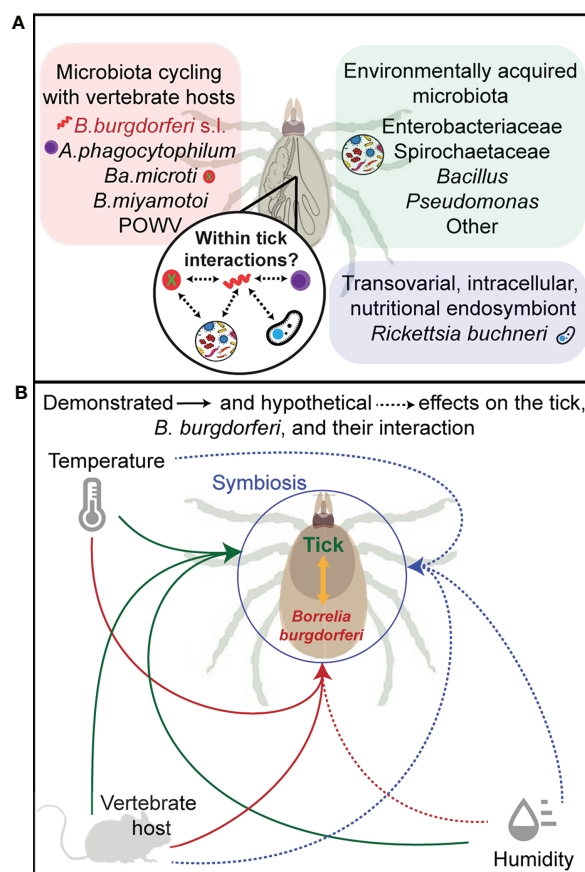 A
Microbiota cycling
with vertebrate hosts
B.burgdorferi s.l.
A.phagocytophilum
Ba.microti
B.miyamotoi
POWV
Environmentally acquired
microbiota
Enterobacteriaceae
Spirochaetaceae
Bacillus
Pseudomonas
Other
Within tick
interactions?
Transovarial, intracellular,
nutritional endosymbiont
Rickettsia buchneri
B
Demonstrated and hypothetical effects on the tick,
B. burgdorferi, and their interaction
Temperature
Symbiosis
Tick
Borrelia
burgdorferi
Vertebrate
host
Humidity